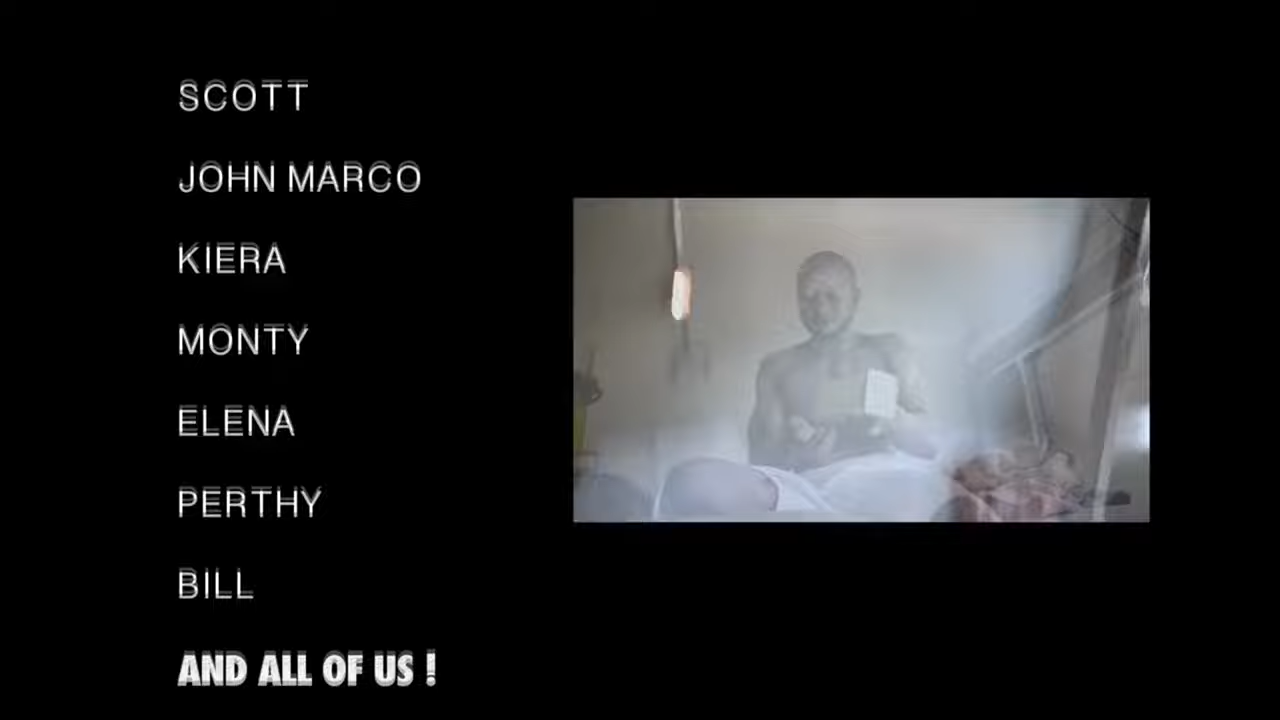 SCOTT
JOHN MARCO
KIERA
MONTY
ELENA
PERTHY
BILL
AND ALL OF US !